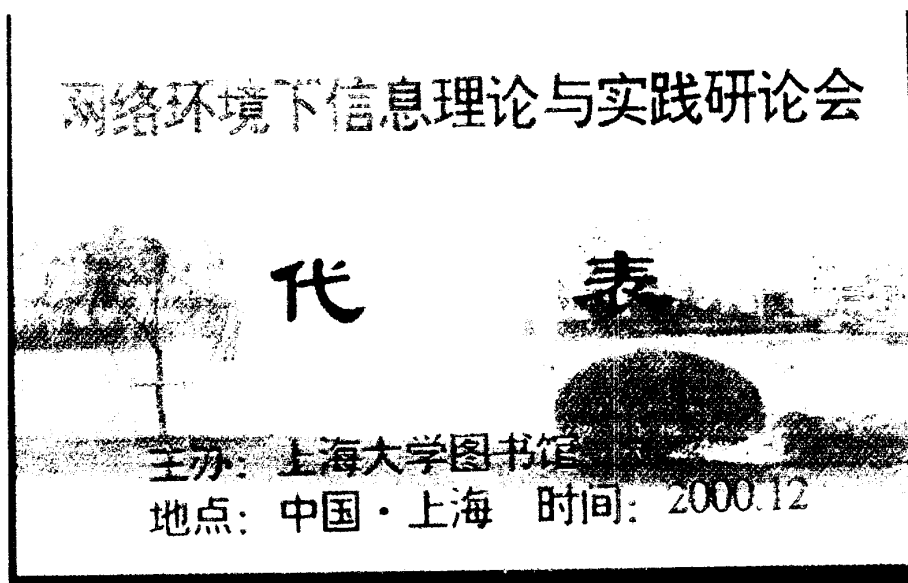 网络环境下信息理论与实践研论会
代 表
主办：上海大学图书馆
地点：中国·上海 时间：2000.12